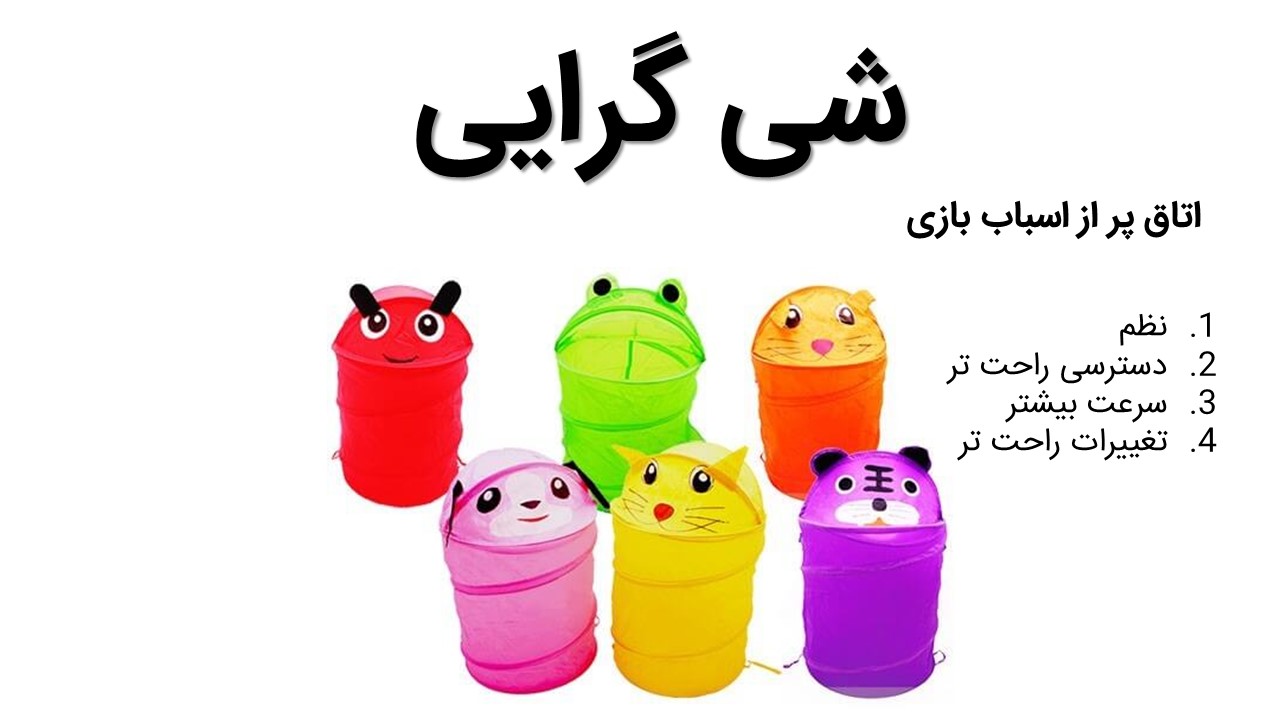 شی گرایی
اتاق پر از اسباب بازی
1. نظم
2. دسترسی راحت تر
3. سرعت بیشتر
4. تغییرات راحت تر